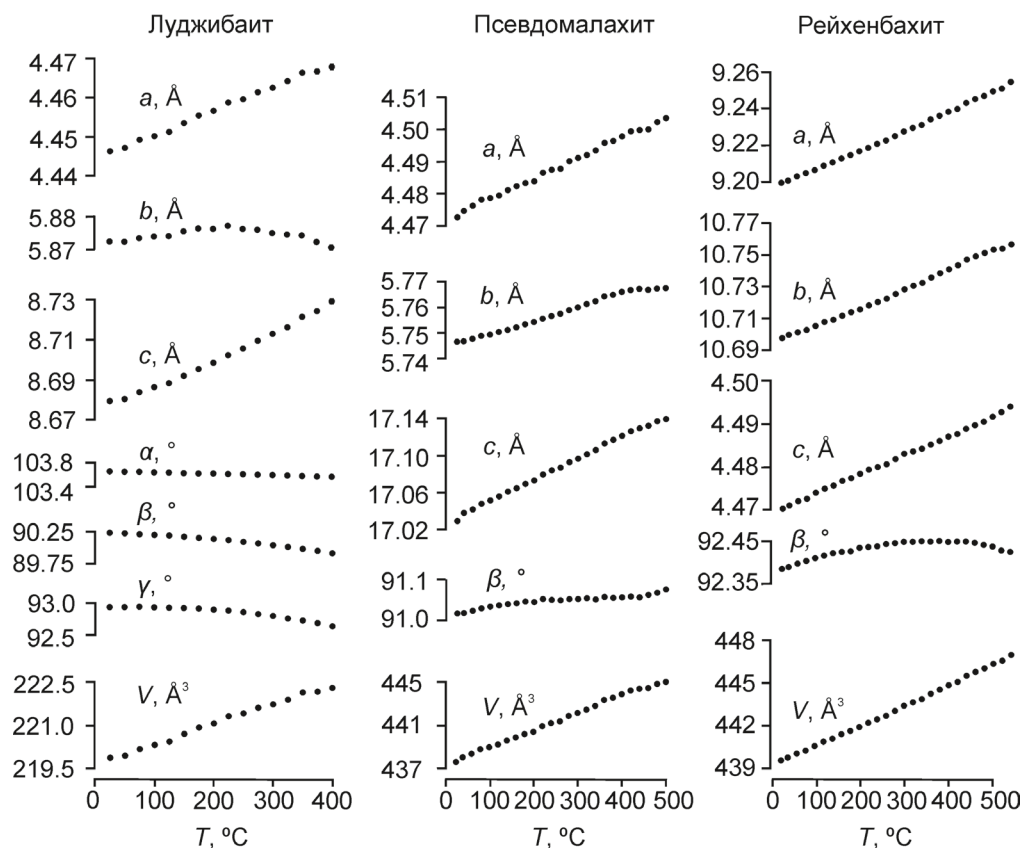 Луджибаит
4.47
4.46
4.45
4.44
a, Å
5.88
5.87
b, Å
8.73
8.71
8.69
8.67
c, Å
103.8
103.4
α, °
90.25
89.75
β, °
93.0
92.5
γ, °
222.5
221.0
219.5
V, Å³
0 100 200 300 400
T, ºC
Псевдомалахит
4.51
4.50
4.49
4.48
4.47
a, Å
5.77
5.76
5.75
5.74
b, Å
17.14
17.10
17.06
17.02
c, Å
91.1
91.0
β, °
445
441
437
V, Å³
0 100 200 300 400 500
T, ºC
Рейхенбахит
9.26
9.24
9.22
9.20
a, Å
10.77
10.75
10.73
10.71
10.69
b, Å
4.50
4.49
4.48
4.47
c, Å
92.45
92.35
β, °
448
445
442
439
V, Å³
0 100 200 300 400 500
T, ºC